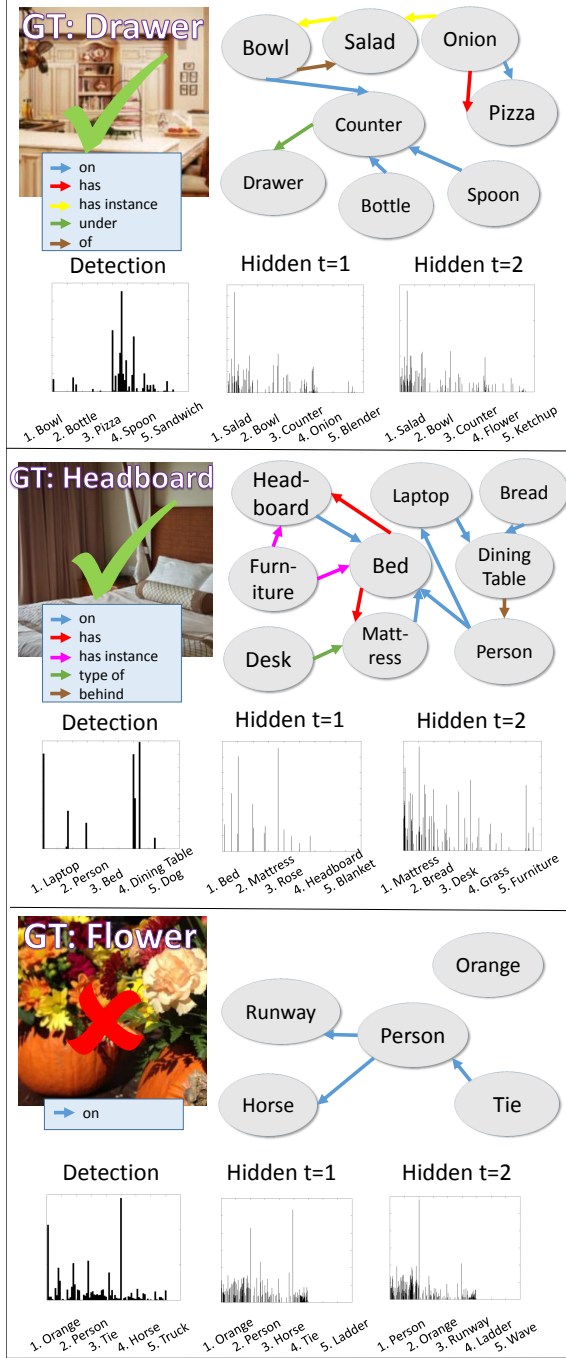 GT: Drawer
on
has
has instance
under
of
Bowl
Salad
Onion
Counter
Pizza
Drawer
Bottle
Spoon
Detection
Hidden t=1
Hidden t=2
1. Bowl
2. Bottle
3. Pizza
4. Spoon
5. Sandwich
1. Salad
2. Bowl
3. Counter
4. Onion
5. Blender
1. Salad
2. Bowl
3. Counter
4. Flower
5. Ketchup
GT: Headboard
on
has
has instance
type of
behind
Head-
board
Laptop
Bread
Furn-
iture
Bed
Dining
Table
Desk
Matt-
ress
Person
Detection
Hidden t=1
Hidden t=2
1. Laptop
2. Person
3. Bed
4. Dining Table
5. Dog
1. Bed
2. Mattress
3. Rose
4. Headboard
5. Blanket
1. Mattress
2. Bread
3. Desk
4. Grass
5. Furniture
GT: Flower
on
Orange
Runway
Person
Horse
Tie
Detection
Hidden t=1
Hidden t=2
1. Orange
2. Person
3. Tie
4. Horse
5. Truck
1. Orange
2. Person
3. Horse
4. Tie
5. Ladder
1. Person
2. Orange
3. Runway
4. Ladder
5. Wave